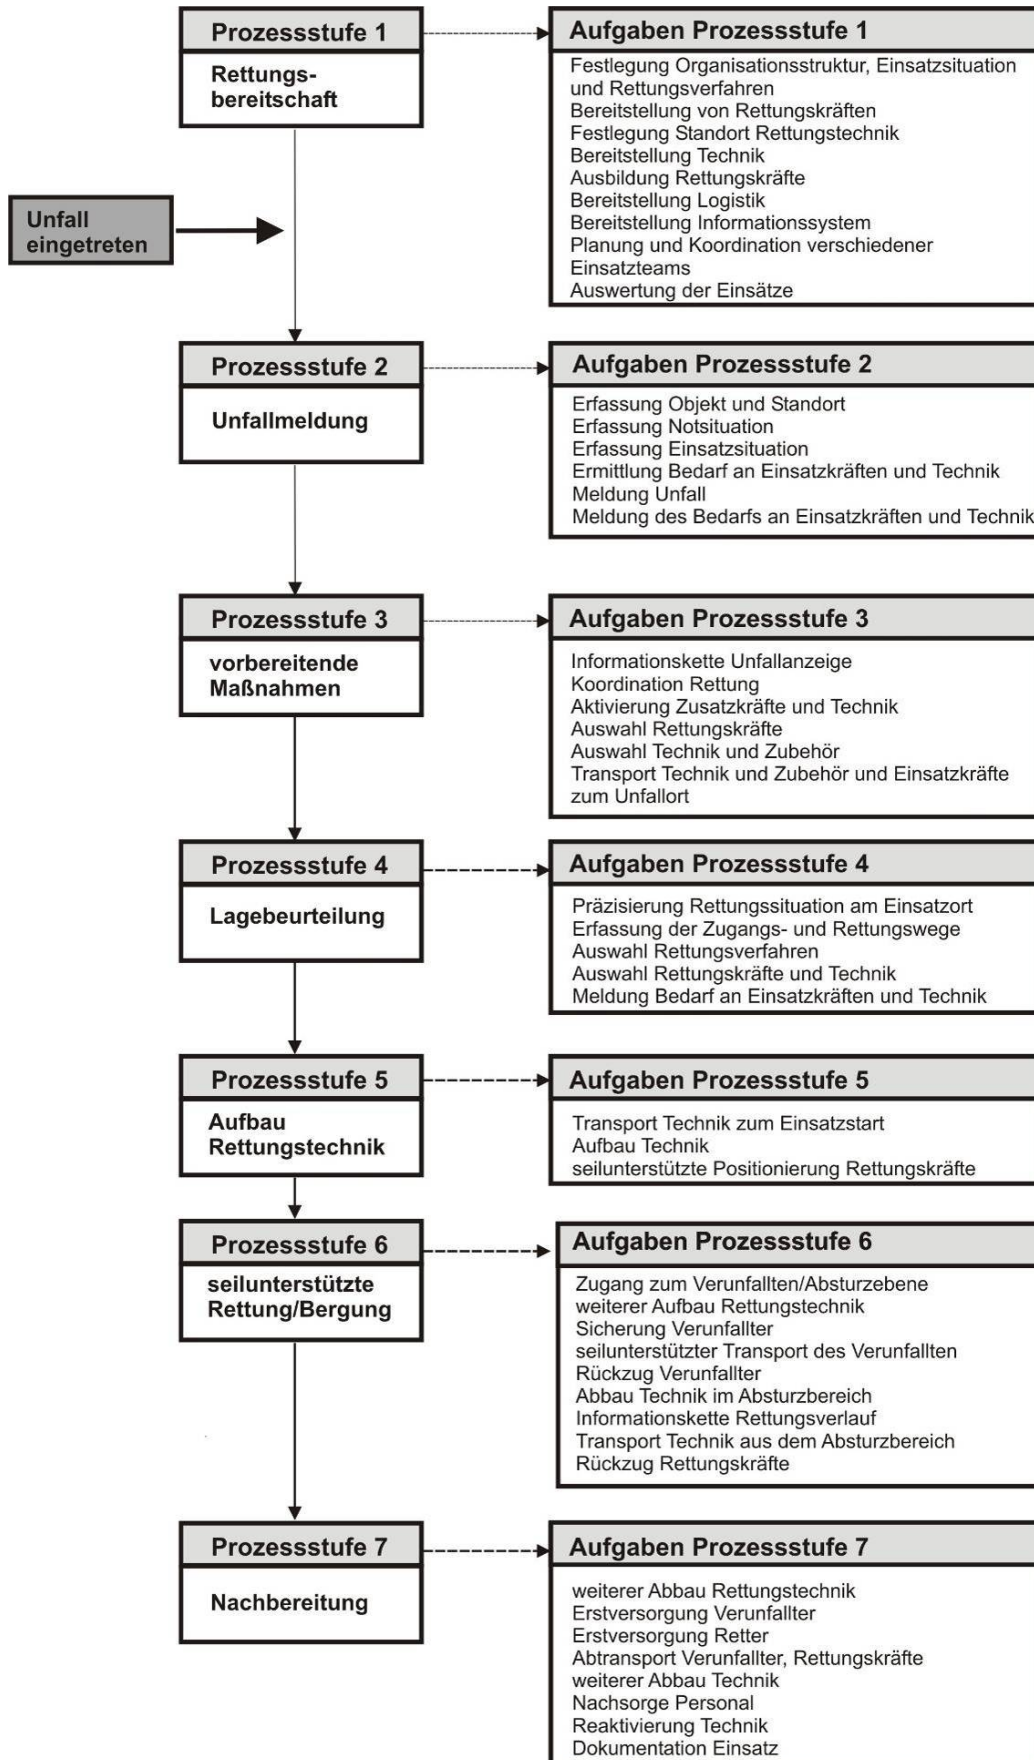 Prozessstufe 1
Rettungs-
bereitschaft
Aufgaben Prozessstufe 1
Festlegung Organisationsstruktur, Einsatzsituation
und Rettungsverfahren
Bereitstellung von Rettungskräften
Festlegung Standort Rettungstechnik
Bereitstellung Technik
Ausbildung Rettungskräfte
Bereitstellung Logistik
Bereitstellung Informationssystem
Planung und Koordination verschiedener
Einsatzteams
Auswertung der Einsätze
Unfall
eingetreten
Prozessstufe 2
Unfallmeldung
Aufgaben Prozessstufe 2
Erfassung Objekt und Standort
Erfassung Notsituation
Erfassung Einsatzsituation
Ermittlung Bedarf an Einsatzkräften und Technik
Meldung Unfall
Meldung des Bedarfs an Einsatzkräften und Technik
Prozessstufe 3
vorbereitende
Maßnahmen
Aufgaben Prozessstufe 3
Informationskette Unfallanzeige
Koordination Rettung
Aktivierung Zusatzkräfte und Technik
Auswahl Rettungskräfte
Auswahl Technik und Zubehör
Transport Technik und Zubehör und Einsatzkräfte
zum Unfallort
Prozessstufe 4
Lagebeurteilung
Aufgaben Prozessstufe 4
Präzisierung Rettungssituation am Einsatzort
Erfassung der Zugangs- und Rettungswege
Auswahl Rettungsverfahren
Auswahl Rettungskräfte und Technik
Meldung Bedarf an Einsatzkräften und Technik
Prozessstufe 5
Aufbau
Rettungstechnik
Aufgaben Prozessstufe 5
Transport Technik zum Einsatzstart
Aufbau Technik
seilunterstützte Positionierung Rettungskräfte
Prozessstufe 6
seilunterstützte
Rettung/Bergung
Aufgaben Prozessstufe 6
Zugang zum Verunfallten/Absturzebene
weiterer Aufbau Rettungstechnik
Sicherung Verunfallter
seilunterstützter Transport des Verunfallten
Rückzug Verunfallter
Abbau Technik im Absturzbereich
Informationskette Rettungsverlauf
Transport Technik aus dem Absturzbereich
Rückzug Rettungskräfte
Prozessstufe 7
Nachbereitung
Aufgaben Prozessstufe 7
weiterer Abbau Rettungstechnik
Erstversorgung Verunfallter
Erstversorgung Retter
Abtransport Verunfallter, Rettungskräfte
weiterer Abbau Technik
Nachsorge Personal
Reaktivierung Technik
Dokumentation Einsatz